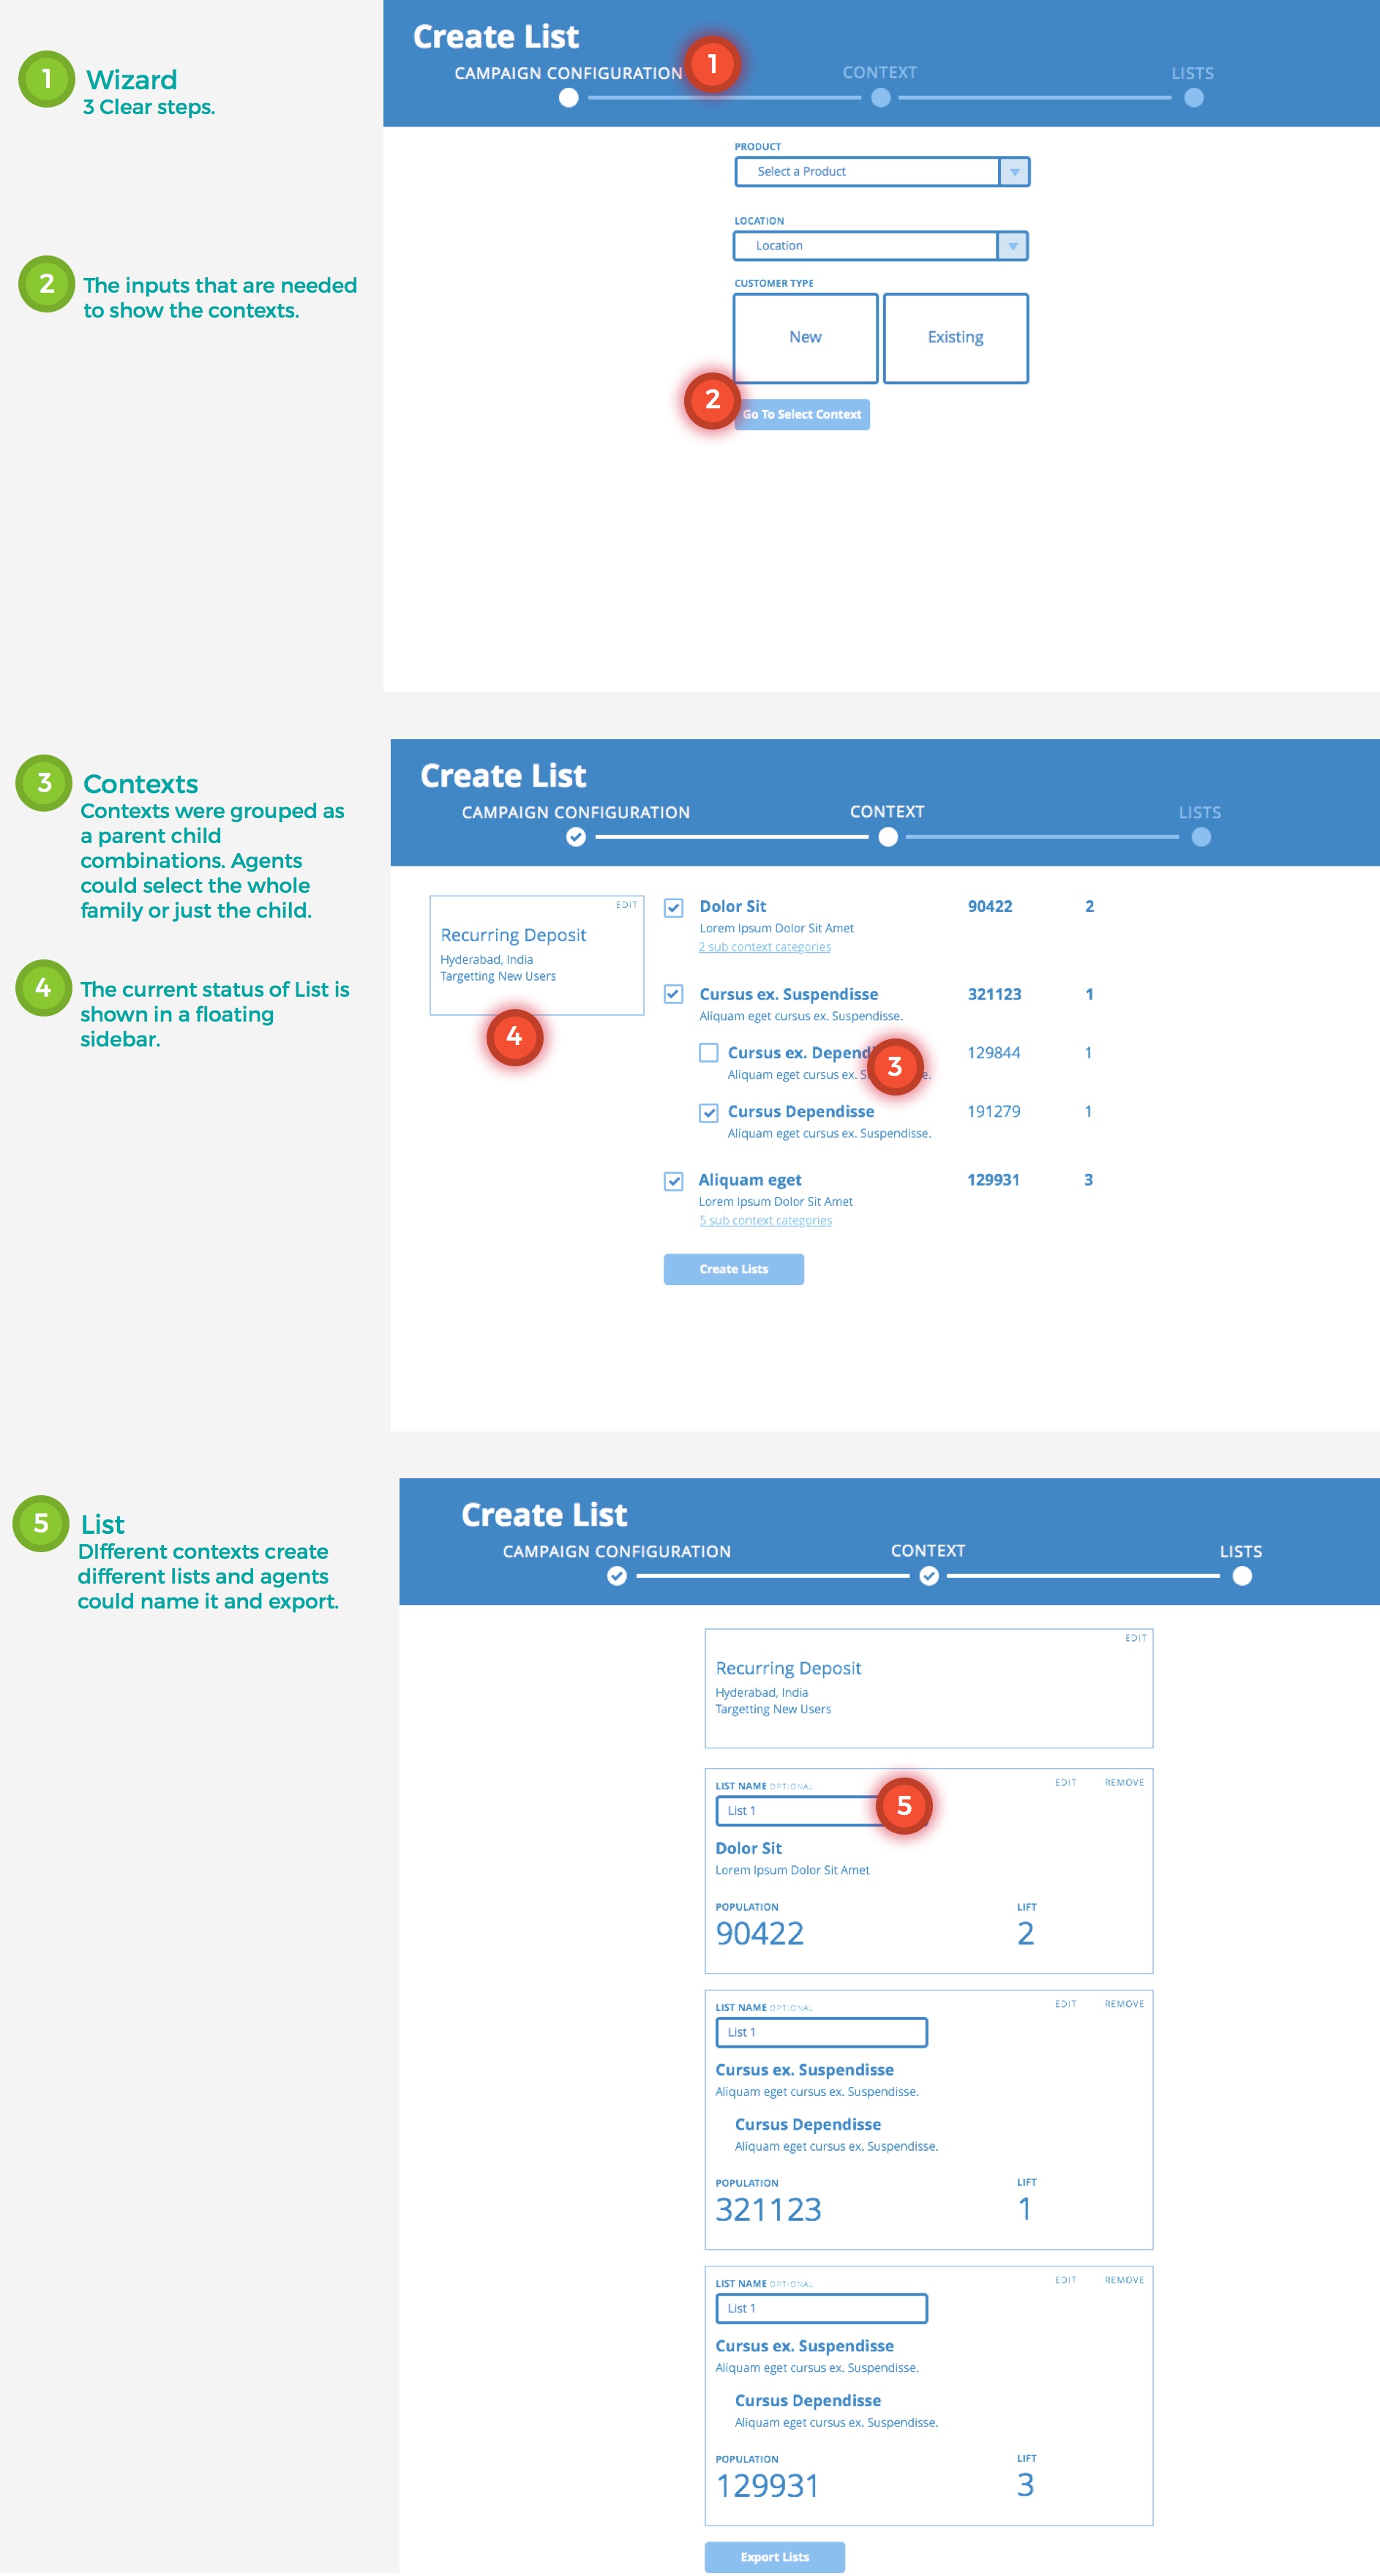 1
Wizard
3 Clear steps.
Create List
CAMPAIGN CONFIGURATION
1
CONTEXT
LISTS
PRODUCT
Select a Product
LOCATION
Location
CUSTOMER TYPE
New
Existing
2
The inputs that are needed
to show the contexts.
2
Go To Select Context
3
Contexts
Contexts were grouped as
a parent child
combinations. Agents
could select the whole
family or just the child.
4
The current status of List is
shown in a floating
sidebar.
Create List
CAMPAIGN CONFIGURATION
CONTEXT
LISTS
EDIT
Recurring Deposit
Hyderabad, India
Targetting New Users
4
Dolor Sit 90422 2
Lorem Ipsum Dolor Sit Amet
2 sub context categories
Cursus ex. Suspendisse 321123 1
Aliquam eget cursus ex. Suspendisse.
Cursus ex. 129844 1
Aliquam eget cursus ex.
3
Cursus Dependisse 191279 1
Aliquam eget cursus ex. Suspendisse.
Aliquam eget 129931 3
Lorem Ipsum Dolor Sit Amet
5 sub context categories
Create Lists
5
List
DIfferent contexts create
different lists and agents
could name it and export.
Create List
CAMPAIGN CONFIGURATION
CONTEXT
LISTS
EDIT
Recurring Deposit
Hyderabad, India
Targetting New Users
LIST NAME OPTIONAL
EDIT
REMOVE
List 1
5
Dolor Sit
Lorem Ipsum Dolor Sit Amet
POPULATION
LIFT
90422
2
LIST NAME OPTIONAL
EDIT
REMOVE
List 1
Cursus ex. Suspendisse
Aliquam eget cursus ex. Suspendisse.
Cursus Dependisse
Aliquam eget cursus ex. Suspendisse.
POPULATION
LIFT
321123
1
LIST NAME OPTIONAL
EDIT
REMOVE
List 1
Cursus ex. Suspendisse
Aliquam eget cursus ex. Suspendisse.
Cursus Dependisse
Aliquam eget cursus ex. Suspendisse.
POPULATION
LIFT
129931
3
Export Lists